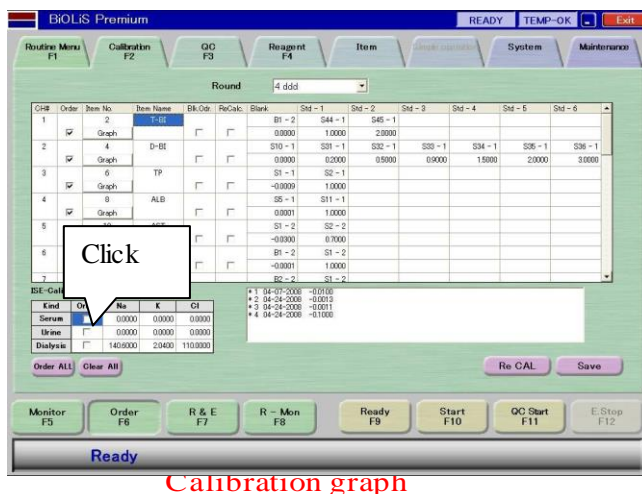 BiOLiS Premium READY TEMP-OK Exit
Routine Menu F1 Calibration F2 QC F3 Reagent F4 Item System Maintenance
Round 4 ddd
CH# Order Item No. Item Name Blk.Odr. ReCalc. Blank Std - 1 Std - 2 Std - 3 Std - 4 Std - 5 Std - 6
1 2 T-BI B1 - 2 S44 - 1 S45 - 1
Graph 0.0000 1.0000 2.0000
2 4 D-BI S10 - 1 S31 - 1 S32 - 1 S33 - 1 S34 - 1 S35 - 1 S36 - 1
Graph 0.0000 0.2000 0.5000 0.9000 1.5000 2.0000 3.0000
3 6 TP S1 - 1 S2 - 1
Graph -0.0009 1.0000
4 8 ALB S5 - 1 S11 - 1
Graph 0.0001 1.0000
5 S1 - 2 S2 - 2
-0.0300 0.7000
6 B1 - 2 S1 - 2
-0.0001 1.0000
7 B2 - 2 S1 - 2
Click
ISE-Cali
Kind Or Na K Cl
Serum 0.0000 0.0000 0.0000
Urine 0.0000 0.0000 0.0000
Dialysis 140.6000 2.0400 110.0000
* 1 04-07-2008 -0.0100
* 2 04-24-2008 -0.0013
* 3 04-24-2008 -0.0011
* 4 04-24-2008 -0.1000
Order ALL Clear All Re CAL Save
Monitor F5 Order F6 R & E F7 R - Mon F8 Ready F9 Start F10 QC Start F11 E.Stop F12
Ready
Calibration graph